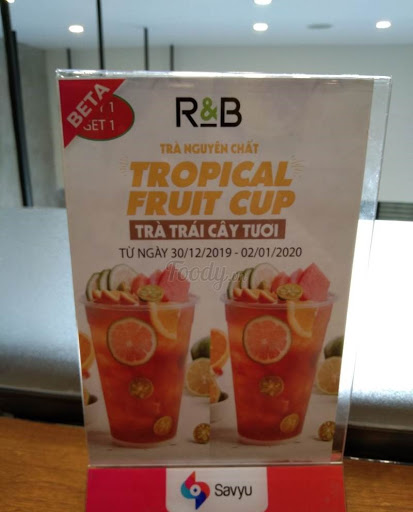 BETA
1
GET 1
R&B
TRÀ NGUYÊN CHẤT
TROPICAL
FRUIT CUP
TRÀ TRÁI CÂY TƯƠI
TỪ NGÀY 30/12/2019 - 02/01/2020
Foody
Savyu